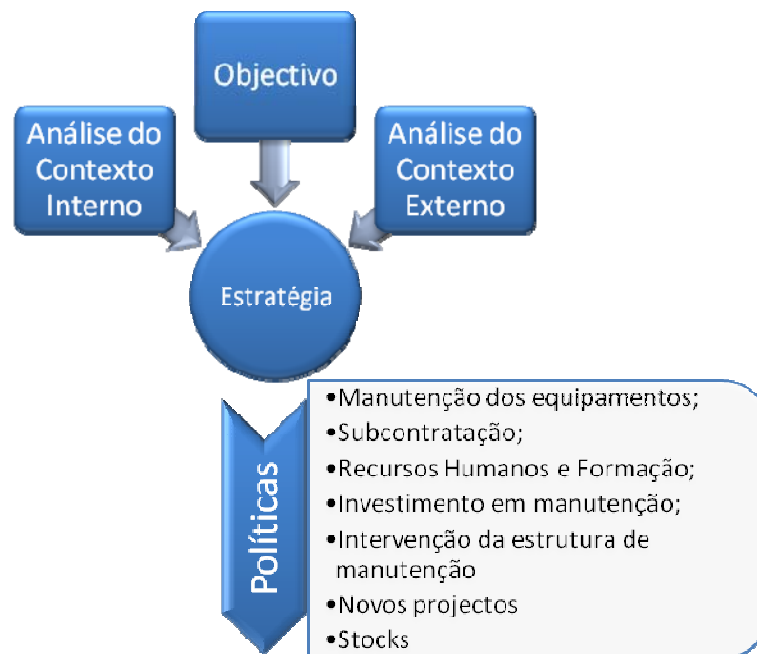 Objectivo
Análise do
Contexto
Interno
Análise do
Contexto
Externo
Estratégia
Políticas
•Manutenção dos equipamentos;
•Subcontratação;
•Recursos Humanos e Formação;
•Investimento em manutenção;
•Intervenção da estrutura de
manutenção
•Novos projectos
•Stocks